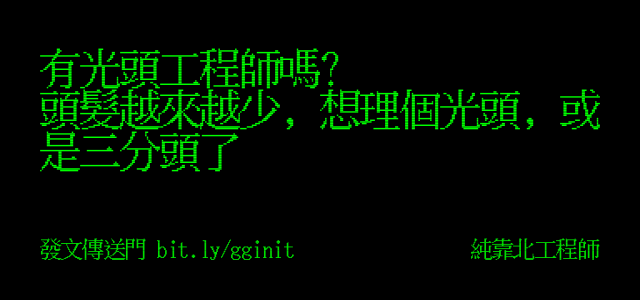 有光頭工程師嗎?
頭髮越來越少, 想理個光頭, 或
是三分頭了
發文傳送門 bit.ly/gginit
純靠北工程師